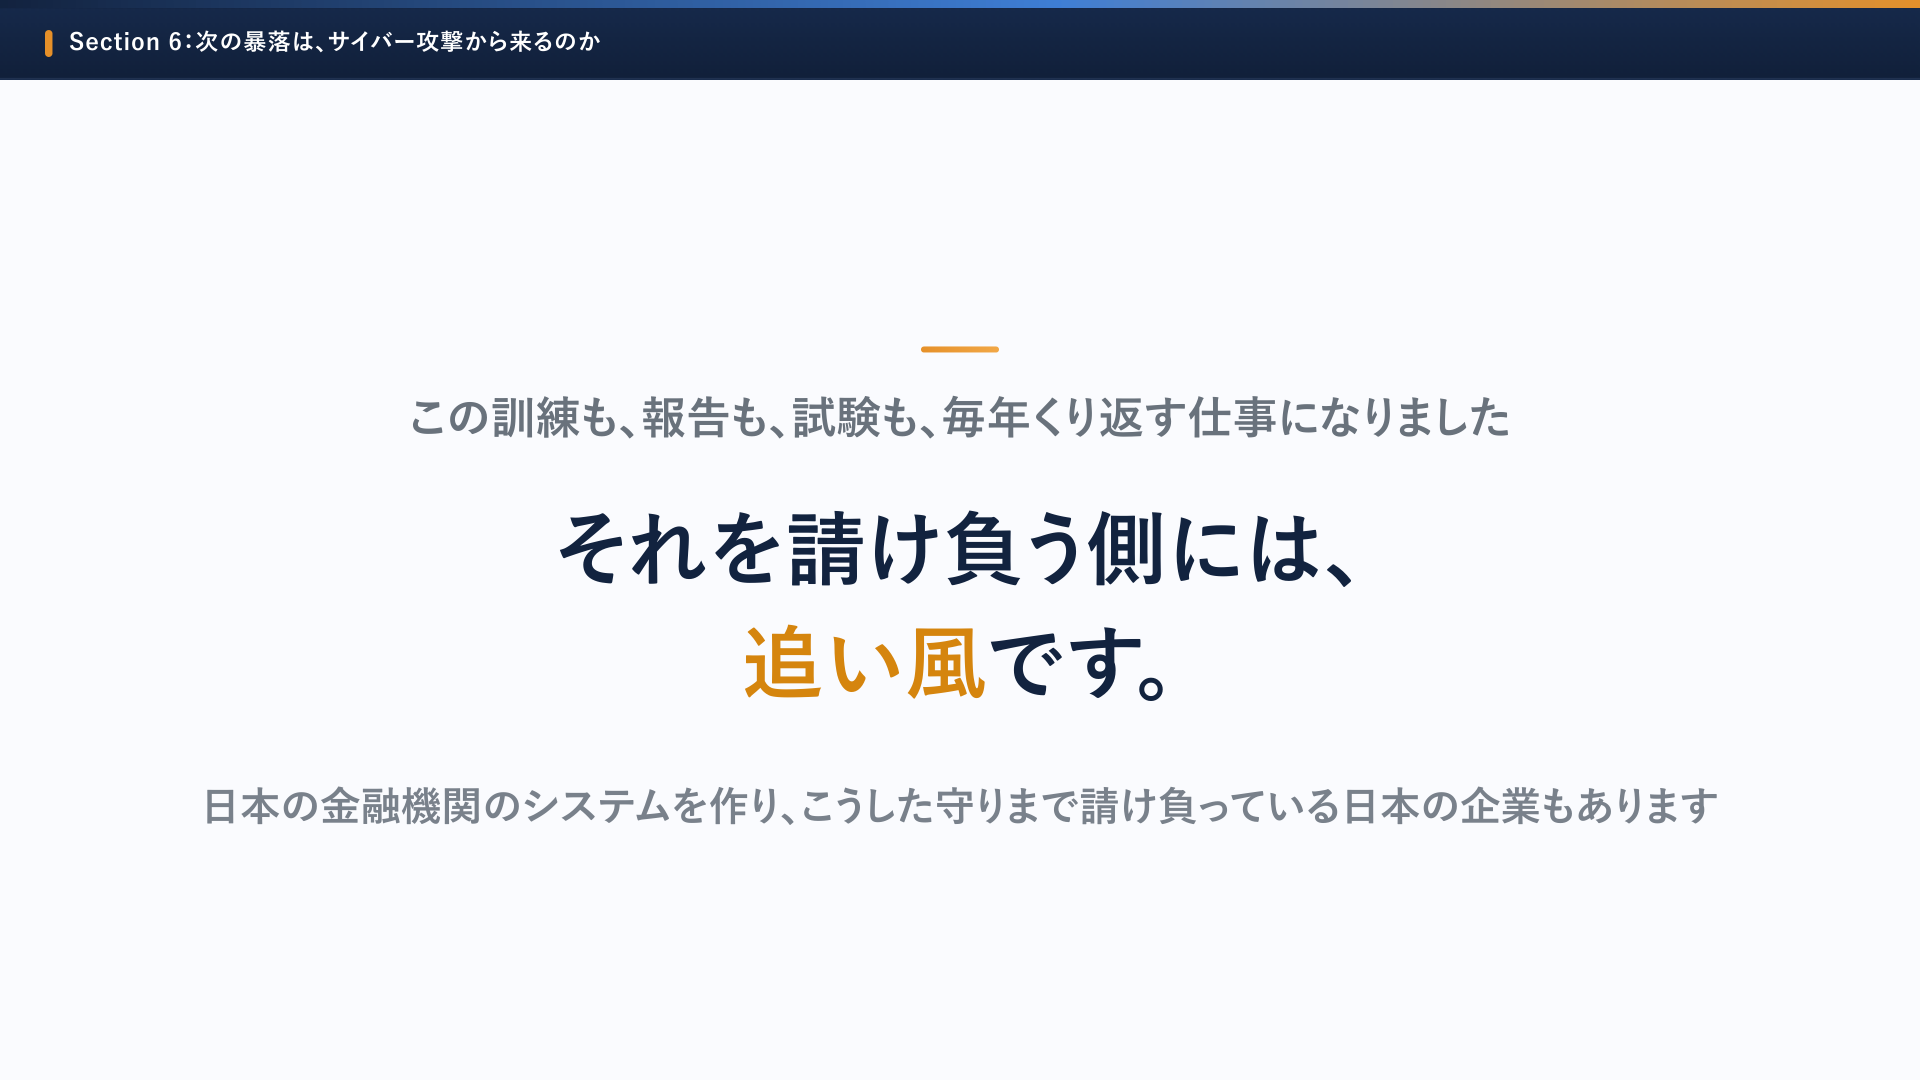 Section 6：次の暴落は、サイバー攻撃から来るのか
この訓練も、報告も、試験も、毎年くり返す仕事になりました
それを請け負う側には、
追い風です。
日本の金融機関のシステムを作り、こうした守りまで請け負っている日本の企業もあります